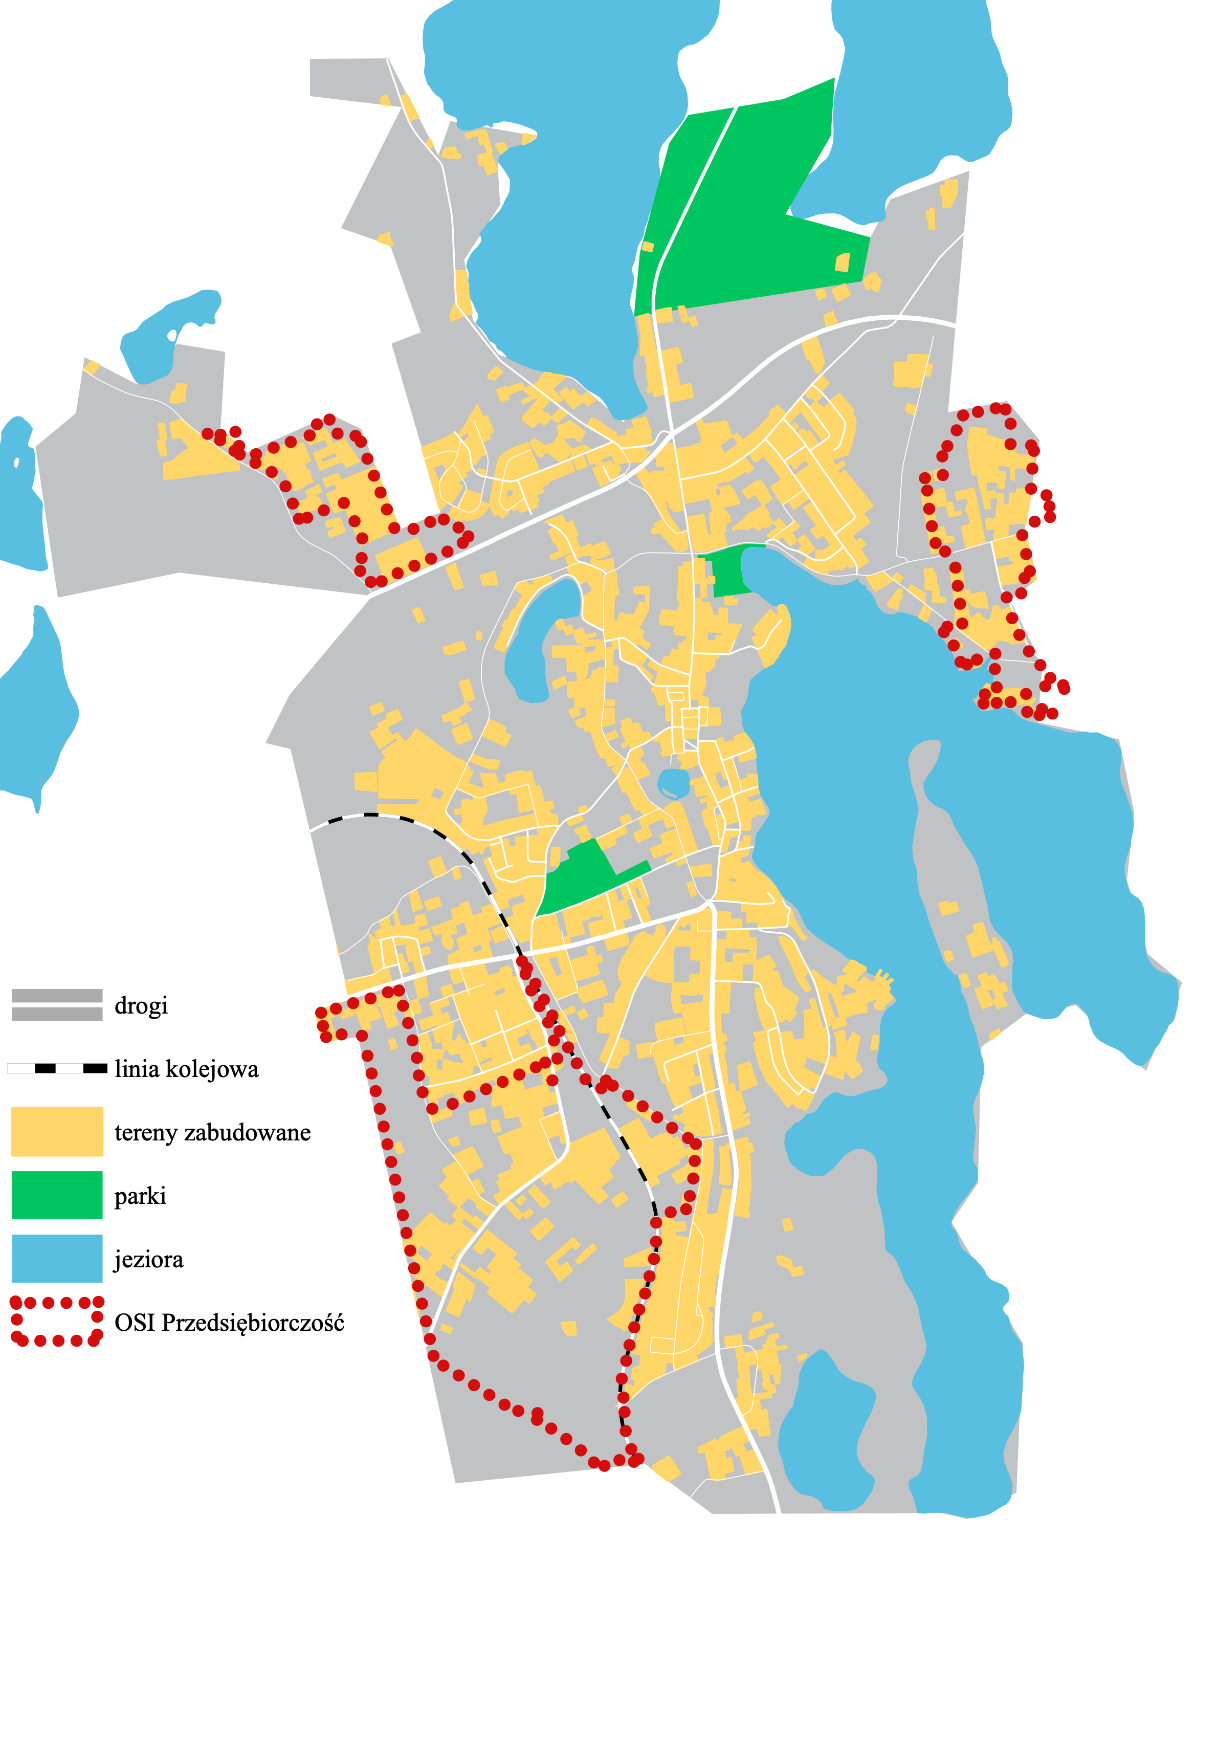 drogi
linia kolejowa
tereny zabudowane
parki
jeziora
OSI Przedsiębiorczość